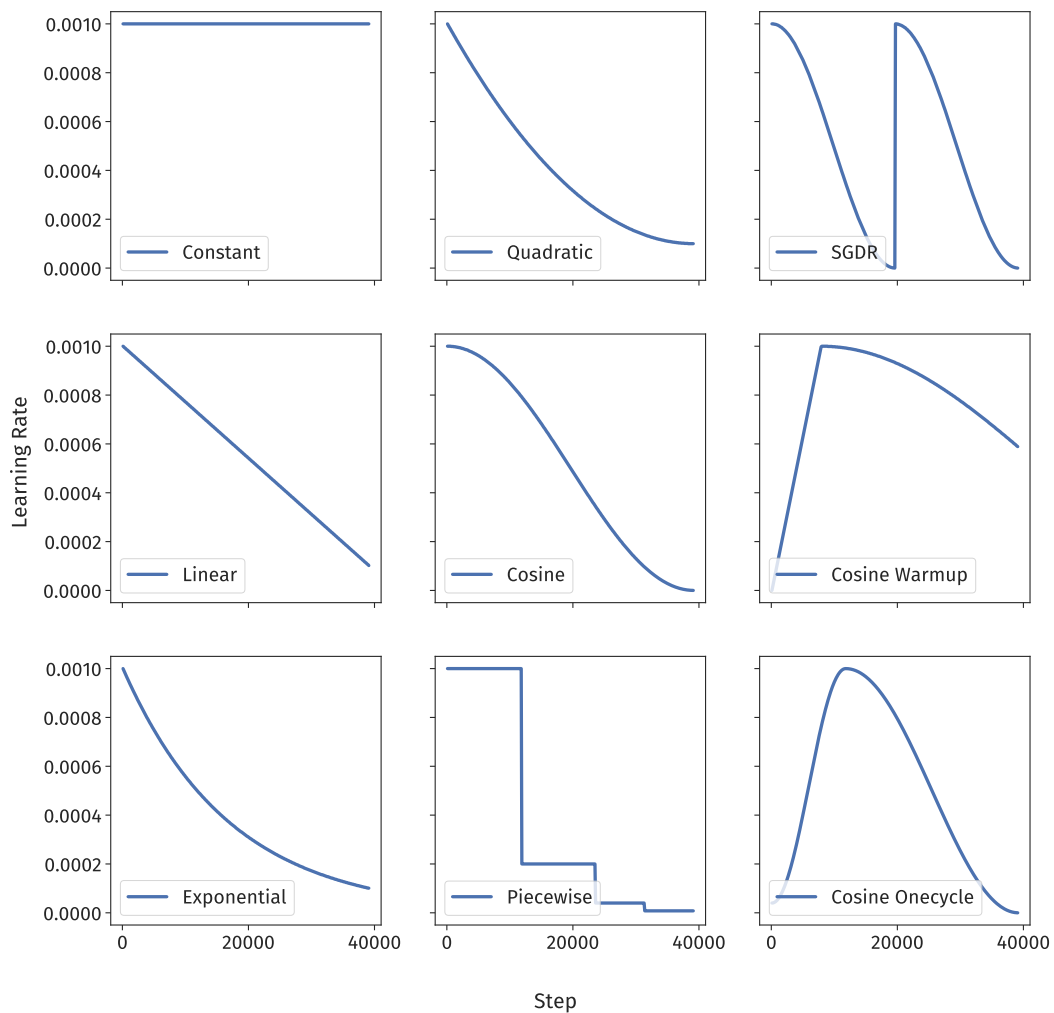 0.0010
0.0008
0.0006
0.0004
0.0002
0.0000
Constant
Quadratic
SGDR
Learning Rate
0.0010
0.0008
0.0006
0.0004
0.0002
0.0000
Linear
Cosine
Cosine Warmup
0.0010
0.0008
0.0006
0.0004
0.0002
0.0000
Exponential
Piecewise
Cosine Onecycle
0 20000 40000
0 20000 40000
0 20000 40000
Step